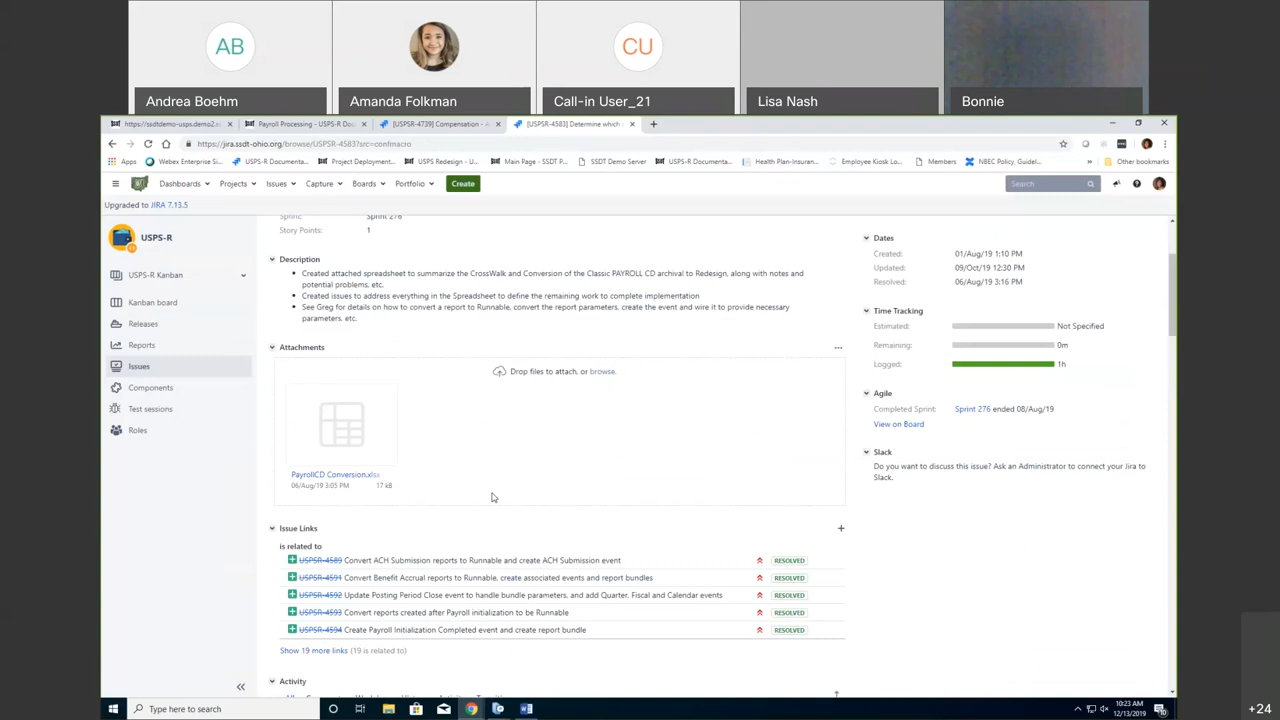 AB
CU
Andrea Boehm
Amanda Folkman
Call-in User_21
Lisa Nash
Bonnie
https://ssdtdemo-usps.demo2.s
Payroll Processing - USPS-R Doc
[USPSR-4739] Compensation - A
[USPSR-4583] Determine which
https://jira.ssdt-ohio.org/browse/USPSR-4583?src=confmacro
Apps
Webex Enterprise Si...
USPS-R Documenta...
Project Deployment...
USPS Redesign - U...
Main Page - SSDT P...
SSDT Demo Server
USPS-R Documenta...
Health Plan-Insuran...
Employee Kiosk Lo...
Members
NBEC Policy, Guidel...
Other bookmarks
Dashboards
Projects
Issues
Capture
Boards
Portfolio
Create
Search
Upgraded to JIRA 7.13.5
USPS-R
USPS-R Kanban
Kanban board
Releases
Reports
Issues
Components
Test sessions
Roles
Sprint: Sprint 276
Story Points: 1
Description
Created attached spreadsheet to summarize the CrossWalk and Conversion of the Classic PAYROLL CD archival to Redesign, along with notes and
potential problems, etc.
Created issues to address everything in the Spreadsheet to define the remaining work to complete implementation
See Greg for details on how to convert a report to Runnable, convert the report parameters, create the event and wire it to provide necessary
parameters, etc.
Attachments
Drop files to attach, or browse.
PayrollCD Conversion.xlsx
06/Aug/19 3:05 PM 17 kB
Issue Links
is related to
USPSR-4589 Convert ACH Submission reports to Runnable and create ACH Submission event RESOLVED
USPSR-4591 Convert Benefit Accrual reports to Runnable, create associated events and report bundles RESOLVED
USPSR-4592 Update Posting Period Close event to handle bundle parameters, and add Quarter, Fiscal and Calendar events RESOLVED
USPSR-4593 Convert reports created after Payroll initialization to be Runnable RESOLVED
USPSR-4594 Create Payroll Initialization Completed event and create report bundle RESOLVED
Show 19 more links (19 is related to)
Activity
Dates
Created: 01/Aug/19 1:10 PM
Updated: 09/Oct/19 12:30 PM
Resolved: 06/Aug/19 3:16 PM
Time Tracking
Estimated: Not Specified
Remaining: 0m
Logged: 1h
Agile
Completed Sprint: Sprint 276 ended 08/Aug/19
View on Board
Slack
Do you want to discuss this issue? Ask an Administrator to connect your Jira to
Slack.
Type here to search
10:23 AM
12/13/2019
+24